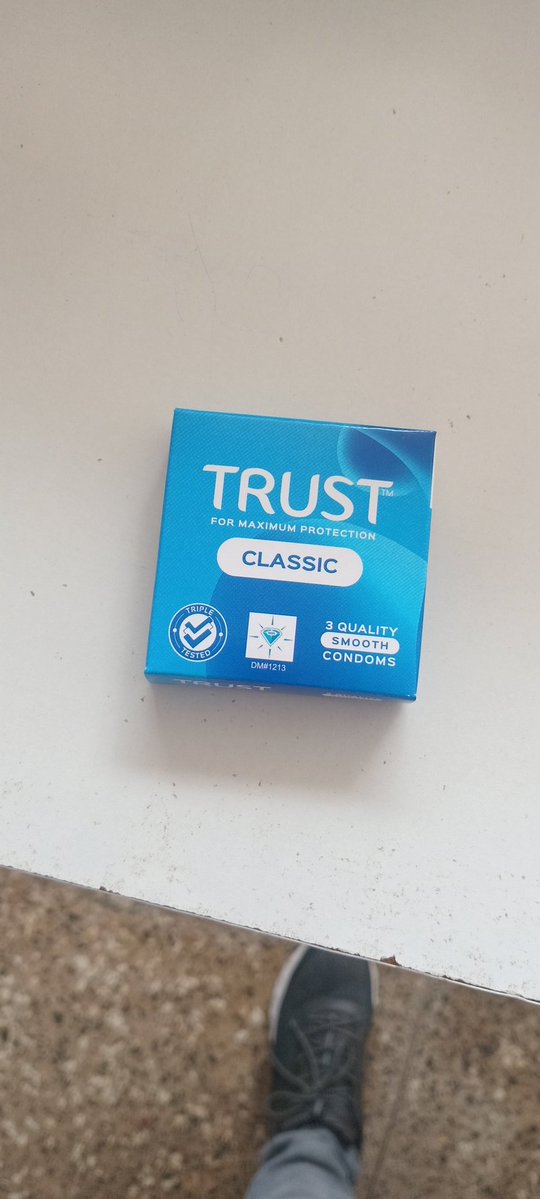 TRUST™
FOR MAXIMUM PROTECTION
CLASSIC
TRIPLE
TESTED
DM#1213
3 QUALITY
SMOOTH
CONDOMS
TRUST